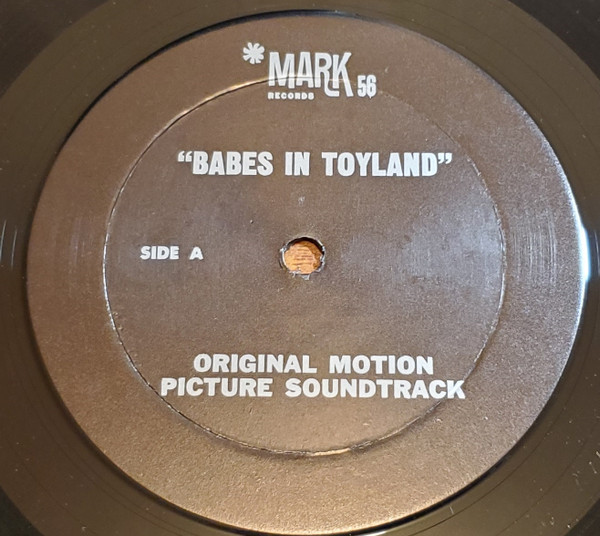 *MARK 56
RECORDS
“BABES IN TOYLAND”
SIDE A
ORIGINAL MOTION
PICTURE SOUNDTRACK